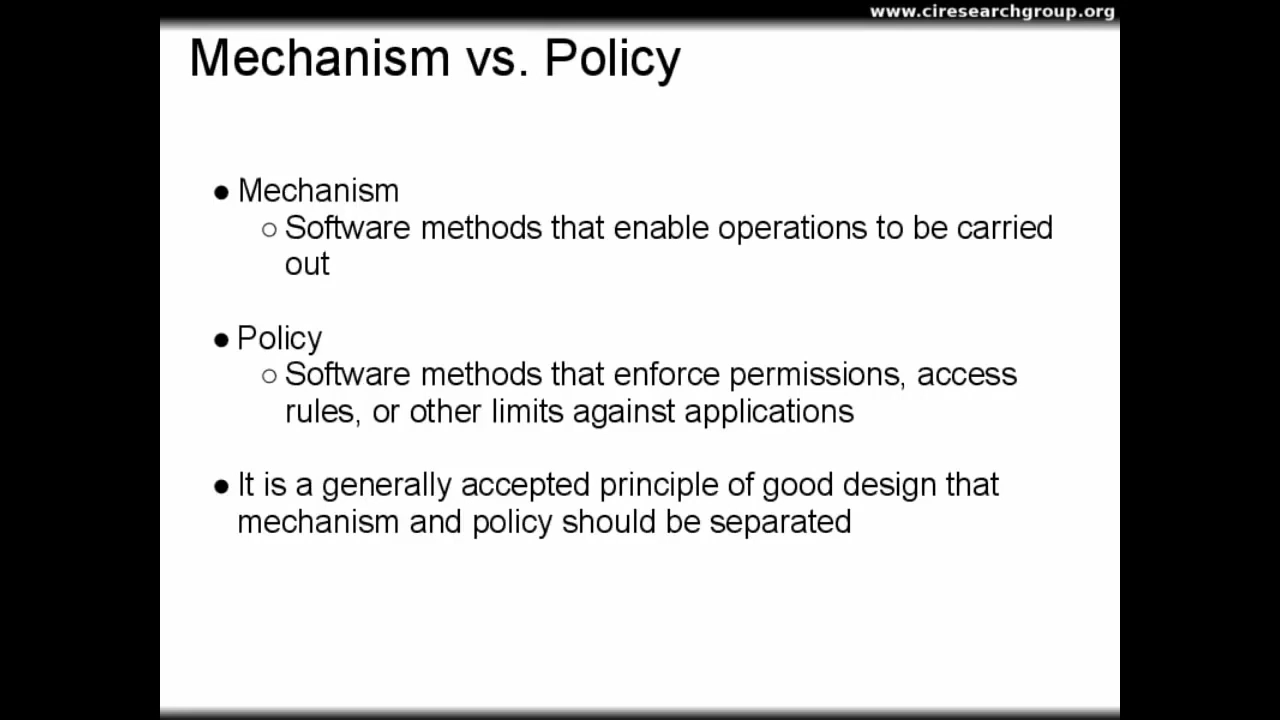 www.ciresearchgroup.org
Mechanism vs. Policy
● Mechanism
○ Software methods that enable operations to be carried
out
● Policy
○ Software methods that enforce permissions, access
rules, or other limits against applications
● It is a generally accepted principle of good design that
mechanism and policy should be separated